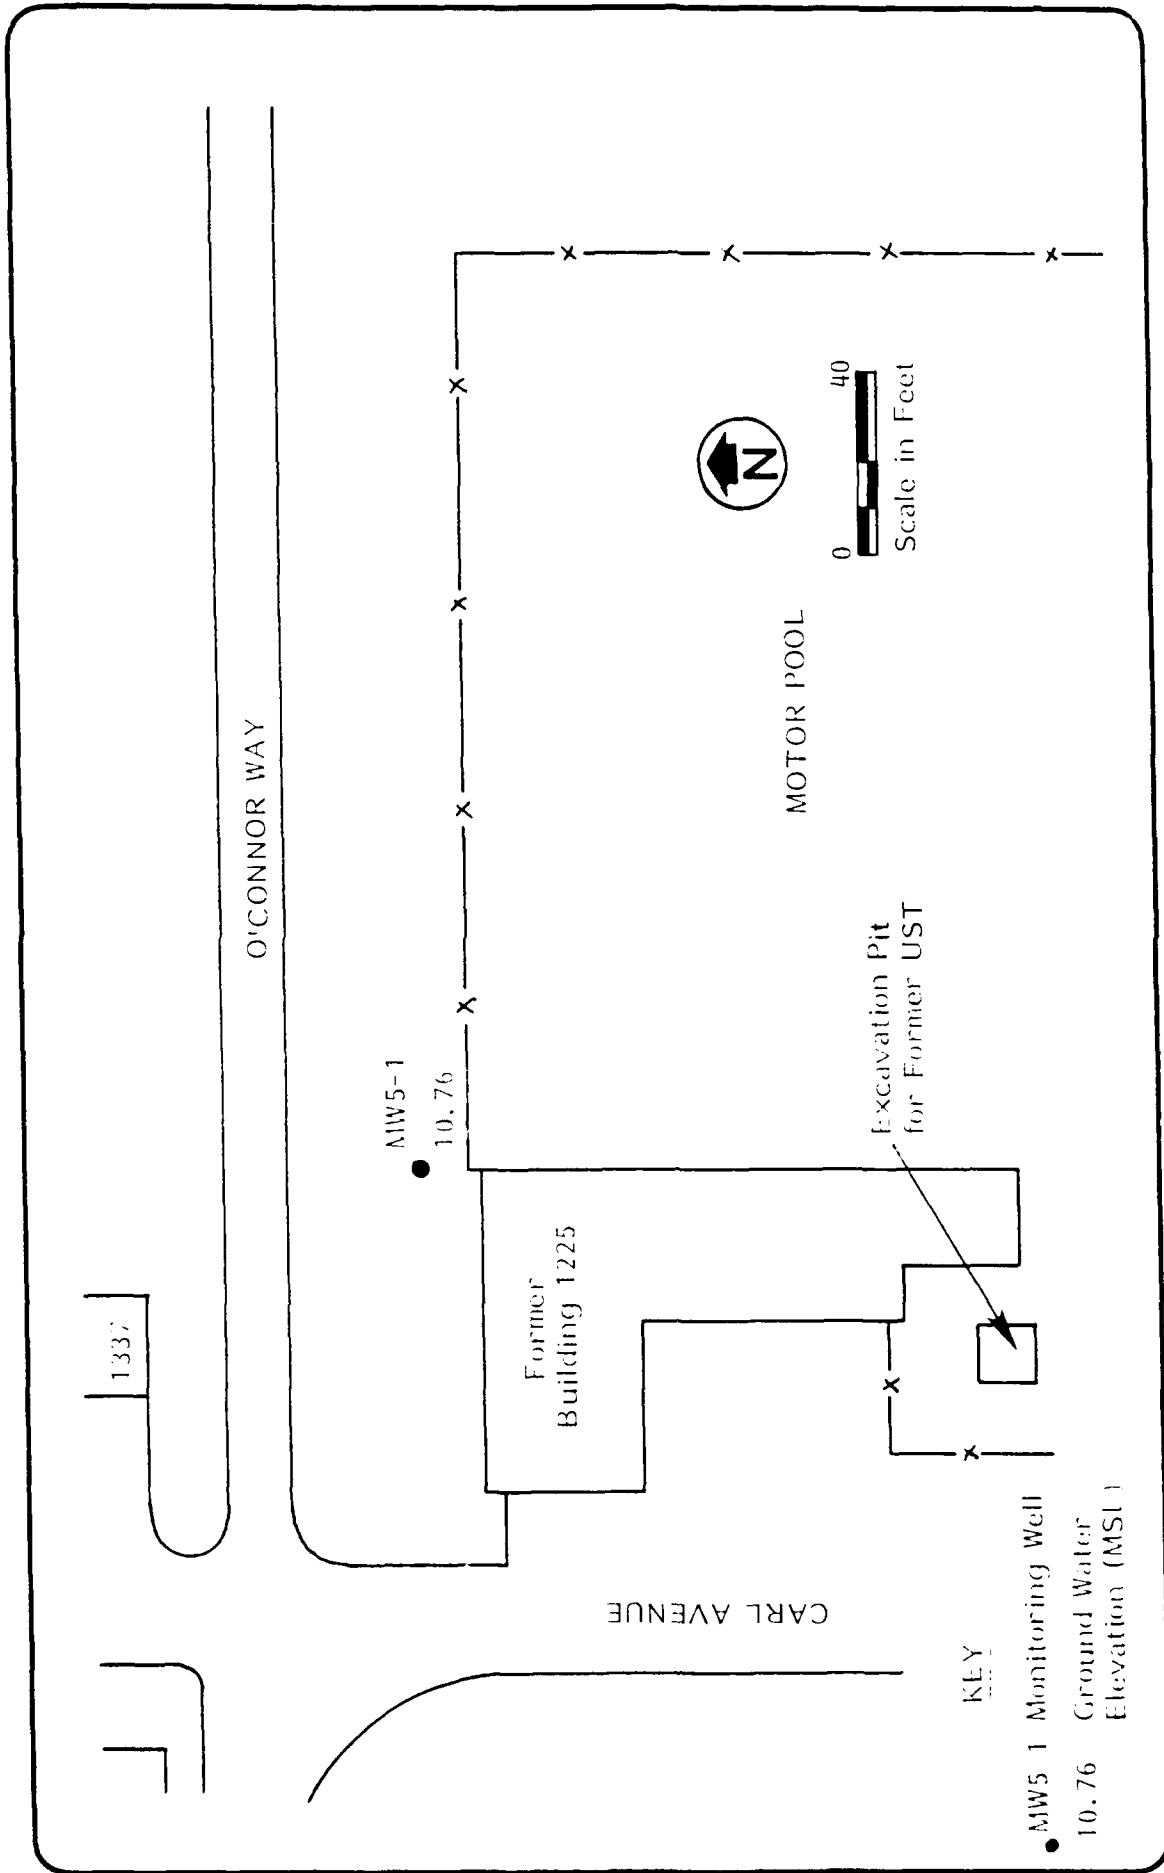 1337
O'CONNOR WAY
MW5-1
10.76
Former
Building 1225
CARL AVENUE
MOTOR POOL
N
0 40
Scale in Feet
Excavation Pit
for Former UST
KEY
MW5 1 Monitoring Well
10.76 Ground Water
Elevation (MSL)